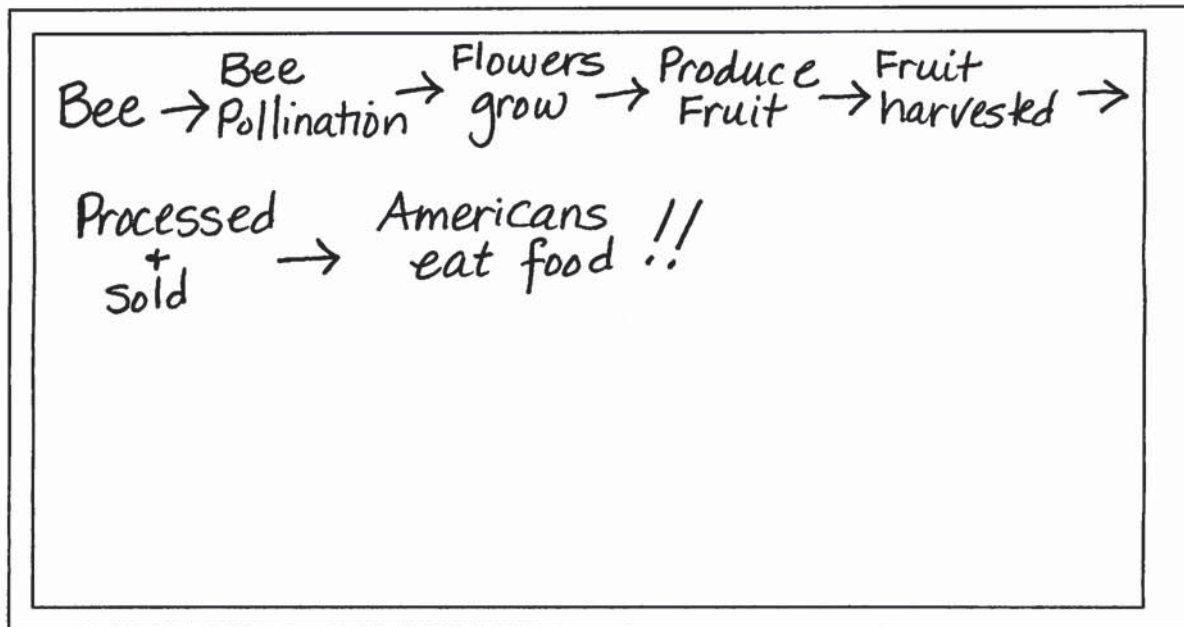 Bee → Bee Pollination → Flowers grow → Produce Fruit → Fruit harvested →
Processed + sold → Americans eat food !!